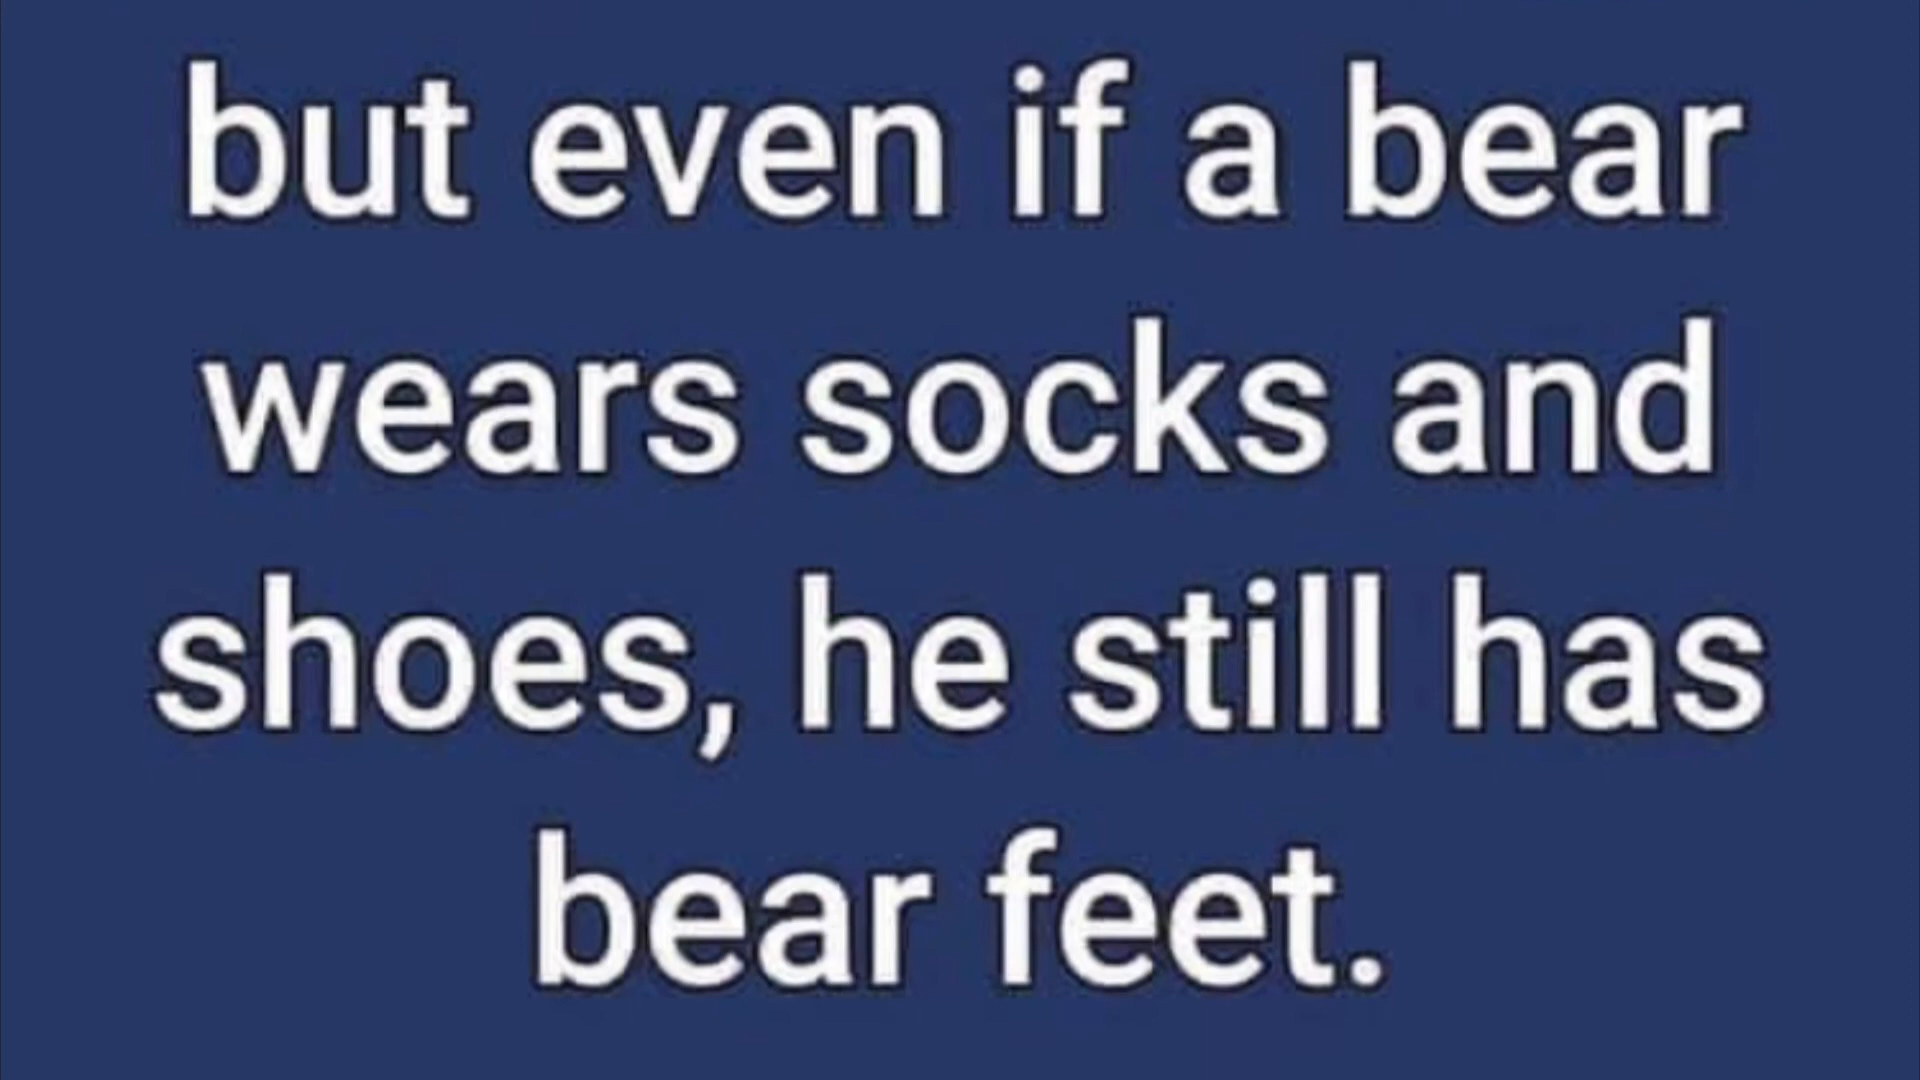 but even if a bear
wears socks and
shoes, he still has
bear feet.